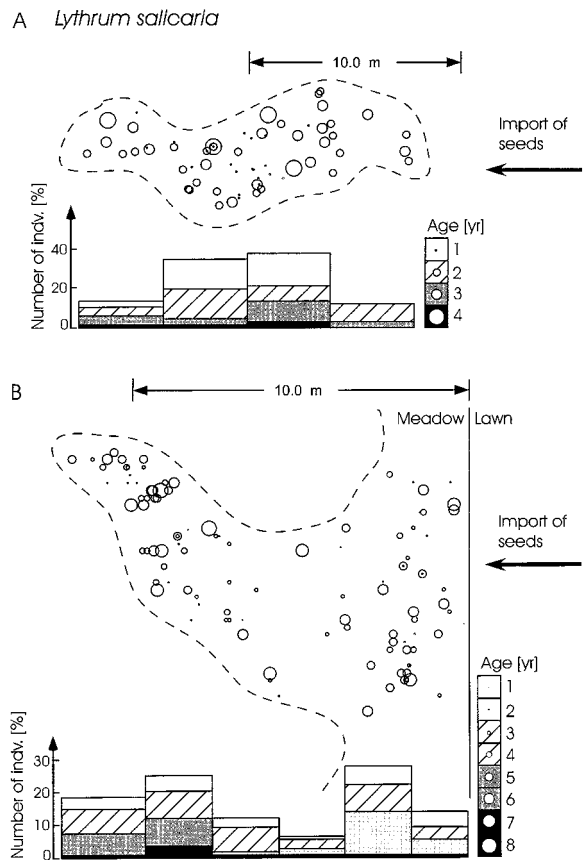 A Lythrum salicaria
10.0 m
Import of
seeds
Number of indv. [%]
40
20
0
Age [yr]
1
2
3
4
B
10.0 m
Meadow Lawn
Import of
seeds
Number of indv. [%]
30
20
10
0
Age [yr]
1
2
3
4
5
6
7
8